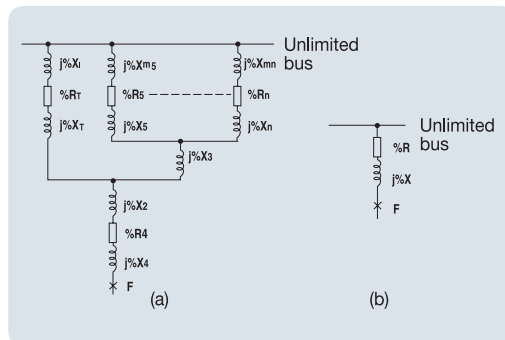 Unlimited
bus
j%Xl j%Xm5 j%Xmn
%RT %R5 %Rn
j%XT j%X5 j%Xn
j%X3
j%X2
%R4
j%X4
F
(a)
Unlimited
bus
%R
j%X
F
(b)